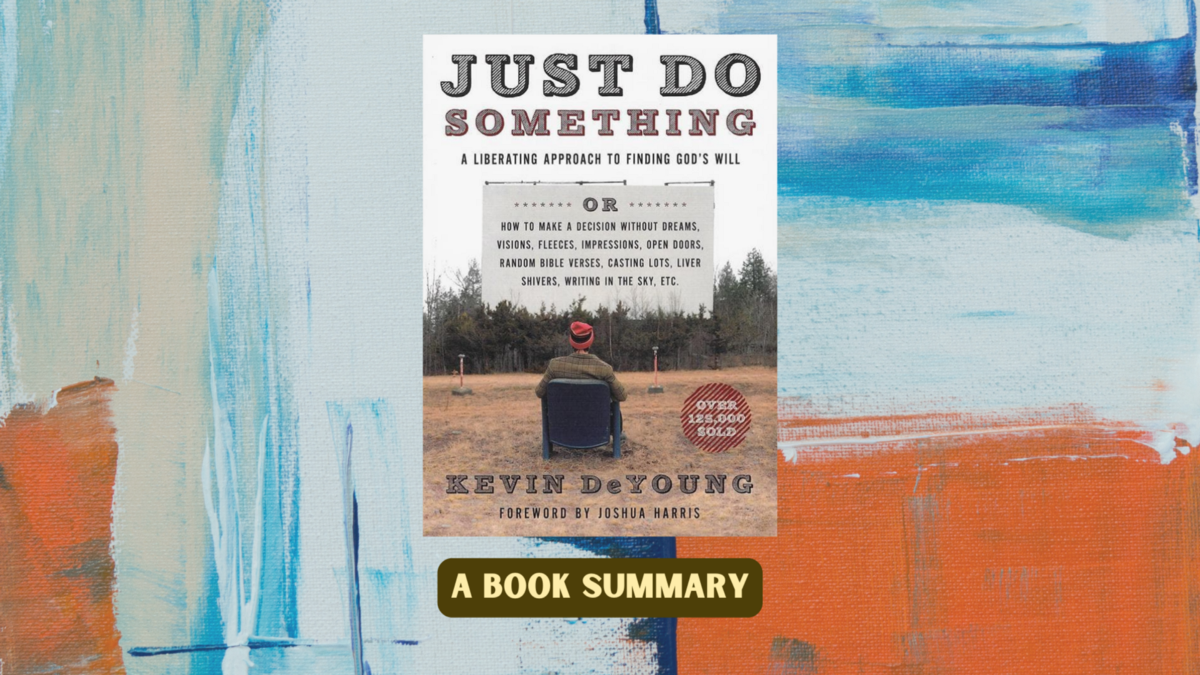 JUST DO
SOMETHING
A LIBERATING APPROACH TO FINDING GOD'S WILL
OR
HOW TO MAKE A DECISION WITHOUT DREAMS,
VISIONS, FLEECES, IMPRESSIONS, OPEN DOORS,
RANDOM BIBLE VERSES, CASTING LOTS, LIVER
SHIVERS, WRITING IN THE SKY, ETC.
OVER
125,000
SOLD
KEVIN DeYOUNG
FOREWORD BY JOSHUA HARRIS
A BOOK SUMMARY